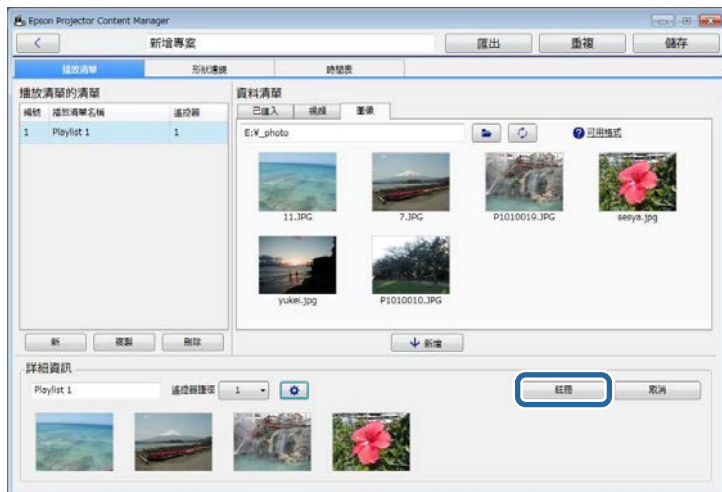 Epson Projector Content Manager
新增專案
匯出
重複
儲存
播放清單
形狀濾鏡
時間表
播放清單的清單
編號 播放清單名稱 遙控器
1 Playlist 1 1
新
複製
刪除
資料清單
已匯入 視頻 圖像
E:¥_photo
可用格式
11.JPG 7.JPG P1010019.JPG sesya.jpg
yukei.jpg P1010010.JPG
新增
詳細資訊
Playlist 1 遙控器捷徑 1
註冊
取消